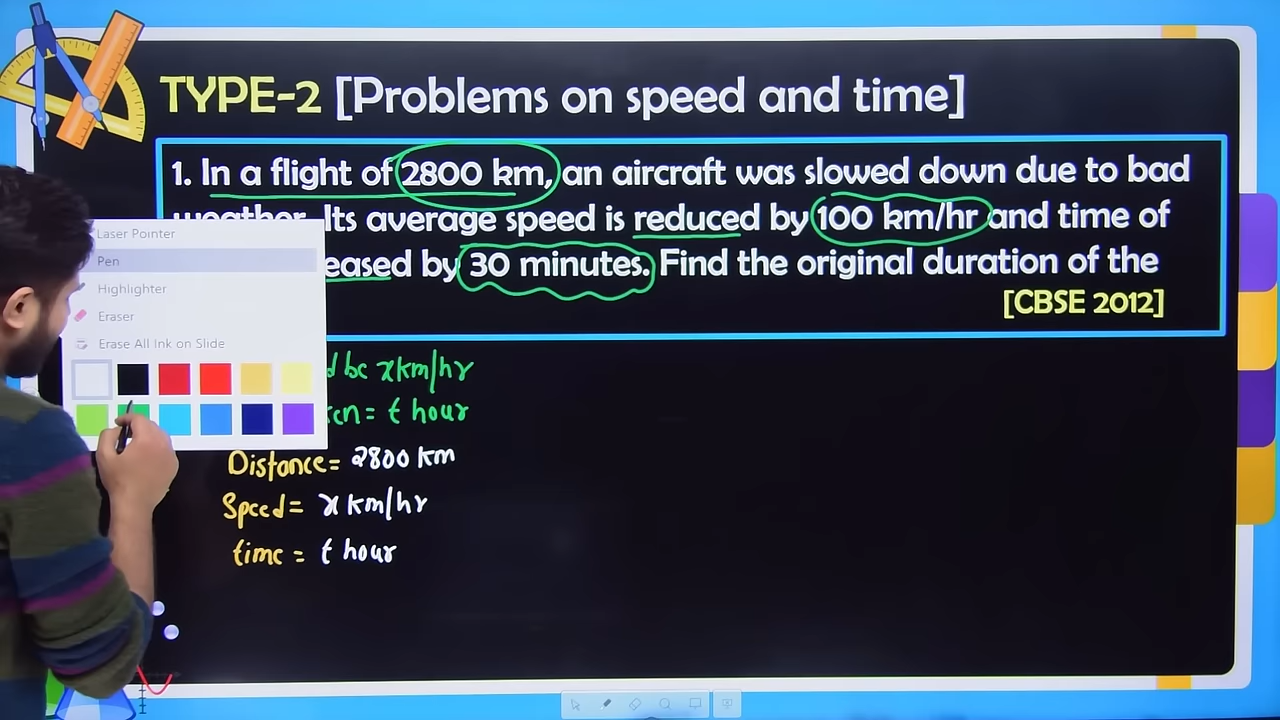 TYPE-2 [Problems on speed and time]
1. In a flight of 2800 km, an aircraft was slowed down due to bad
weather. Its average speed is reduced by 100 km/hr and time of
eased by 30 minutes. Find the original duration of the
[CBSE 2012]
Laser Pointer
Pen
Highlighter
Eraser
Erase All Ink on Slide
be x km/hr
= t hour
Distance = 2800 km
Speed = x km/hr
time = t hour